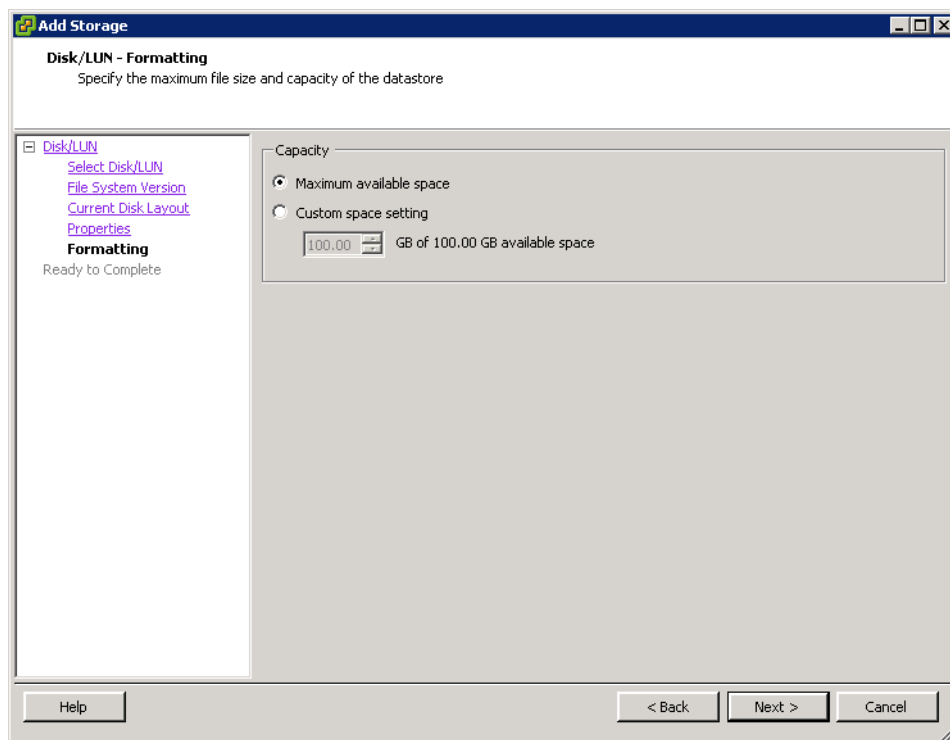 Add Storage
Disk/LUN - Formatting
Specify the maximum file size and capacity of the datastore
Disk/LUN
Select Disk/LUN
File System Version
Current Disk Layout
Properties
Formatting
Ready to Complete
Capacity
Maximum available space
Custom space setting
100.00 GB of 100.00 GB available space
Help
< Back
Next >
Cancel